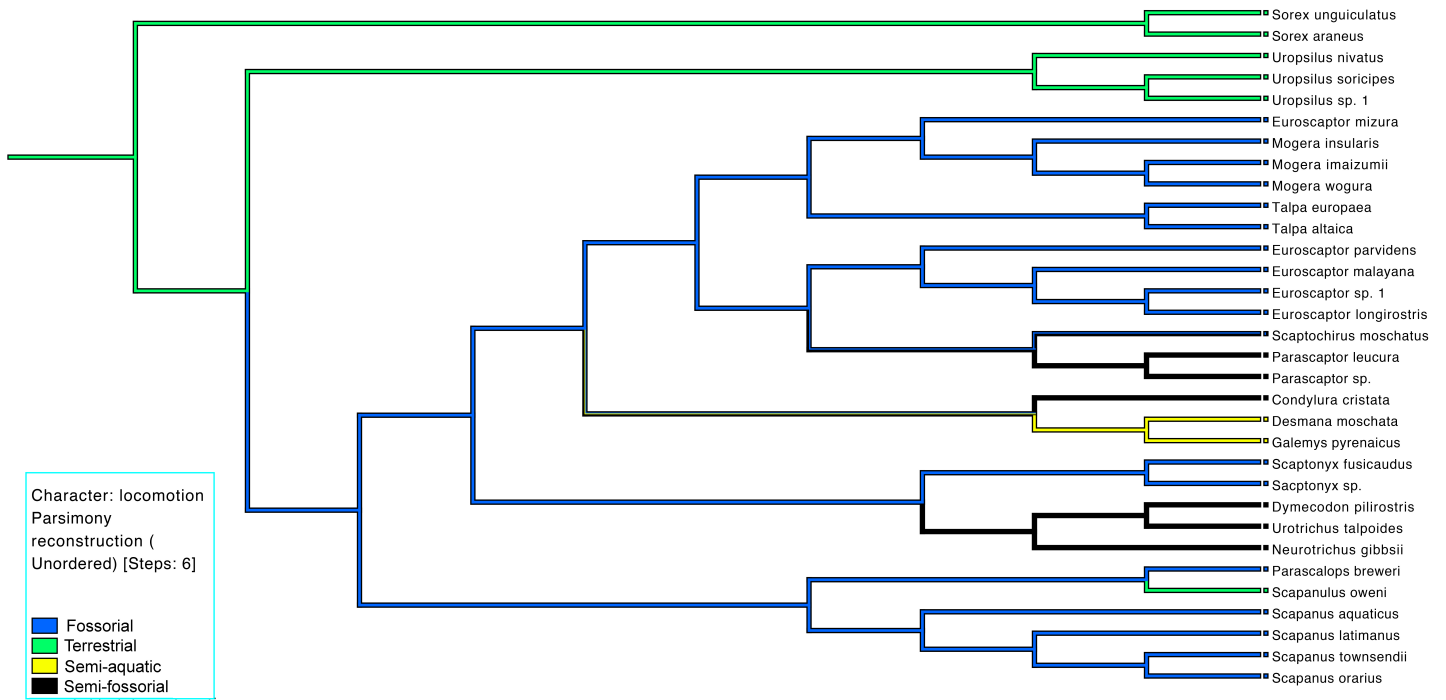 Sorex unguiculatus
Sorex araneus
Uropsilus nivatus
Uropsilus soricipes
Uropsilus sp. 1
Euroscaptor mizura
Mogera insularis
Mogera imaizumii
Mogera wogura
Talpa europaea
Talpa altaica
Euroscaptor parvidens
Euroscaptor malayana
Euroscaptor sp. 1
Euroscaptor longirostris
Scaptochirus moschatus
Parascaptor leucura
Parascaptor sp.
Condylura cristata
Desmana moschata
Galemys pyrenaicus
Scaptonyx fusicaudus
Sacptonyx sp.
Dymecodon pilirostris
Urotrichus talpoides
Neurotrichus gibbsii
Parascalops breweri
Scapanulus oweni
Scapanus aquaticus
Scapanus latimanus
Scapanus townsendii
Scapanus orarius
Character: locomotion
Parsimony
reconstruction (
Unordered) [Steps: 6]
Fossorial
Terrestrial
Semi-aquatic
Semi-fossorial